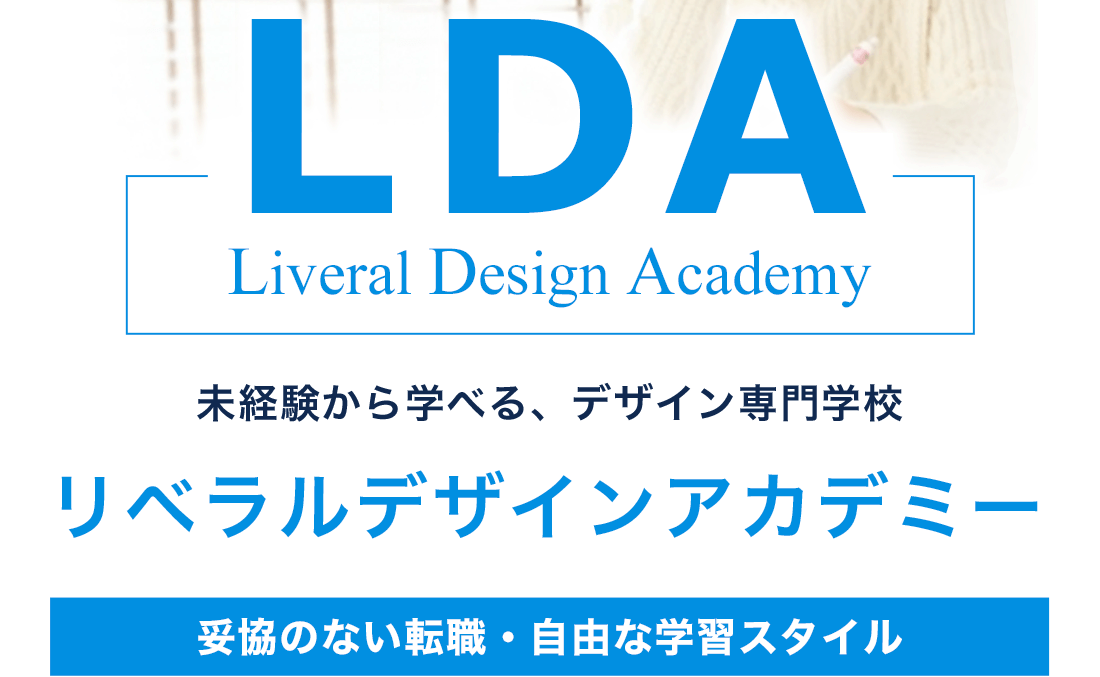 LDA
Liveral Design Academy
未経験から学べる、デザイン専門学校
リベラルデザインアカデミー
妥協のない転職・自由な学習スタイル